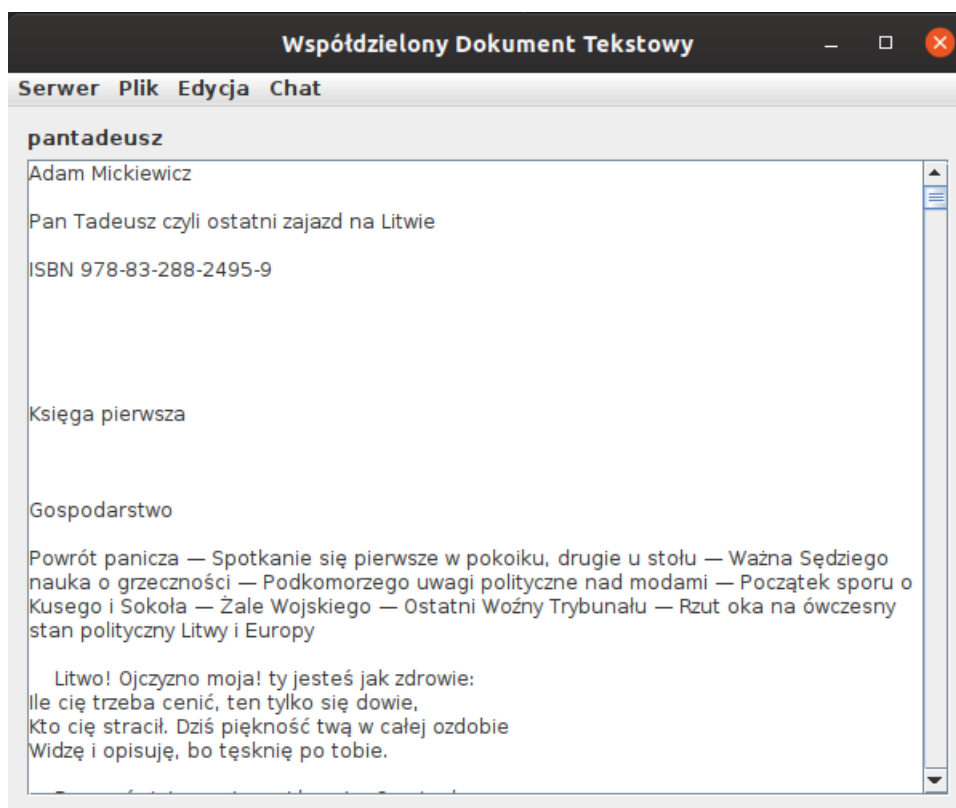 Współdzielony Dokument Tekstowy
Serwer Plik Edycja Chat
pantadeusz
Adam Mickiewicz
Pan Tadeusz czyli ostatni zajazd na Litwie
ISBN 978-83-288-2495-9
Księga pierwsza
Gospodarstwo
Powrót panicza — Spotkanie się pierwsze w pokoiku, drugie u stołu — Ważna Sędziego
nauka o grzeczności — Podkomorzego uwagi polityczne nad modami — Początek sporu o
Kusego i Sokoła — Żale Wojskiego — Ostatni Woźny Trybunału — Rzut oka na ówczesny
stan polityczny Litwy i Europy
Litwo! Ojczyzno moja! ty jesteś jak zdrowie:
Ile cię trzeba cenić, ten tylko się dowie,
Kto cię stracił. Dziś piękność twą w całej ozdobie
Widzę i opisuję, bo tęsknię po tobie.